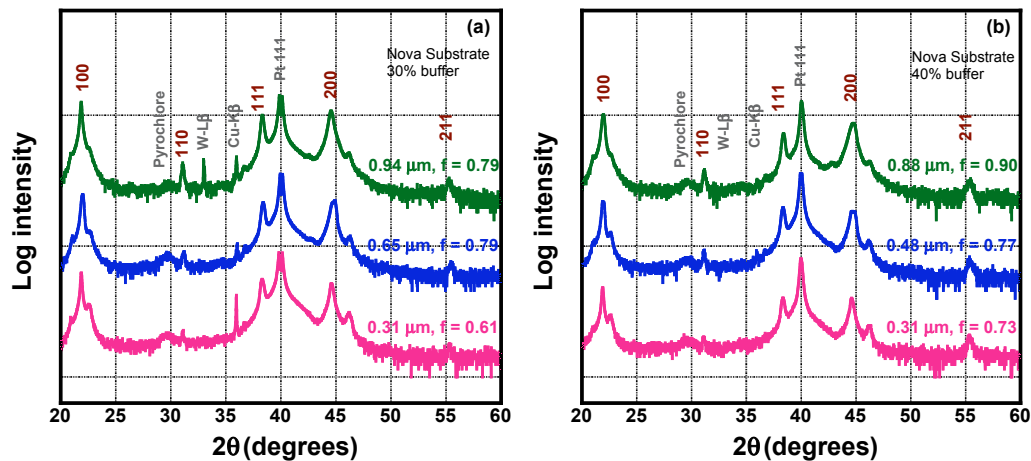 (a)
Nova Substrate
30% buffer
100
Pyrochlore
110
W-Lβ
Cu-Kβ
111
Pt-111
200
211
0.94 μm, f = 0.79
0.65 μm, f = 0.79
0.31 μm, f = 0.61
Log intensity
20 25 30 35 40 45 50 55 60
2θ (degrees)
(b)
Nova Substrate
40% buffer
100
Pyrochlore
110
W-Lβ
Cu-Kβ
111
Pt-111
200
211
0.88 μm, f = 0.90
0.48 μm, f = 0.77
0.31 μm, f = 0.73
Log intensity
20 25 30 35 40 45 50 55 60
2θ (degrees)